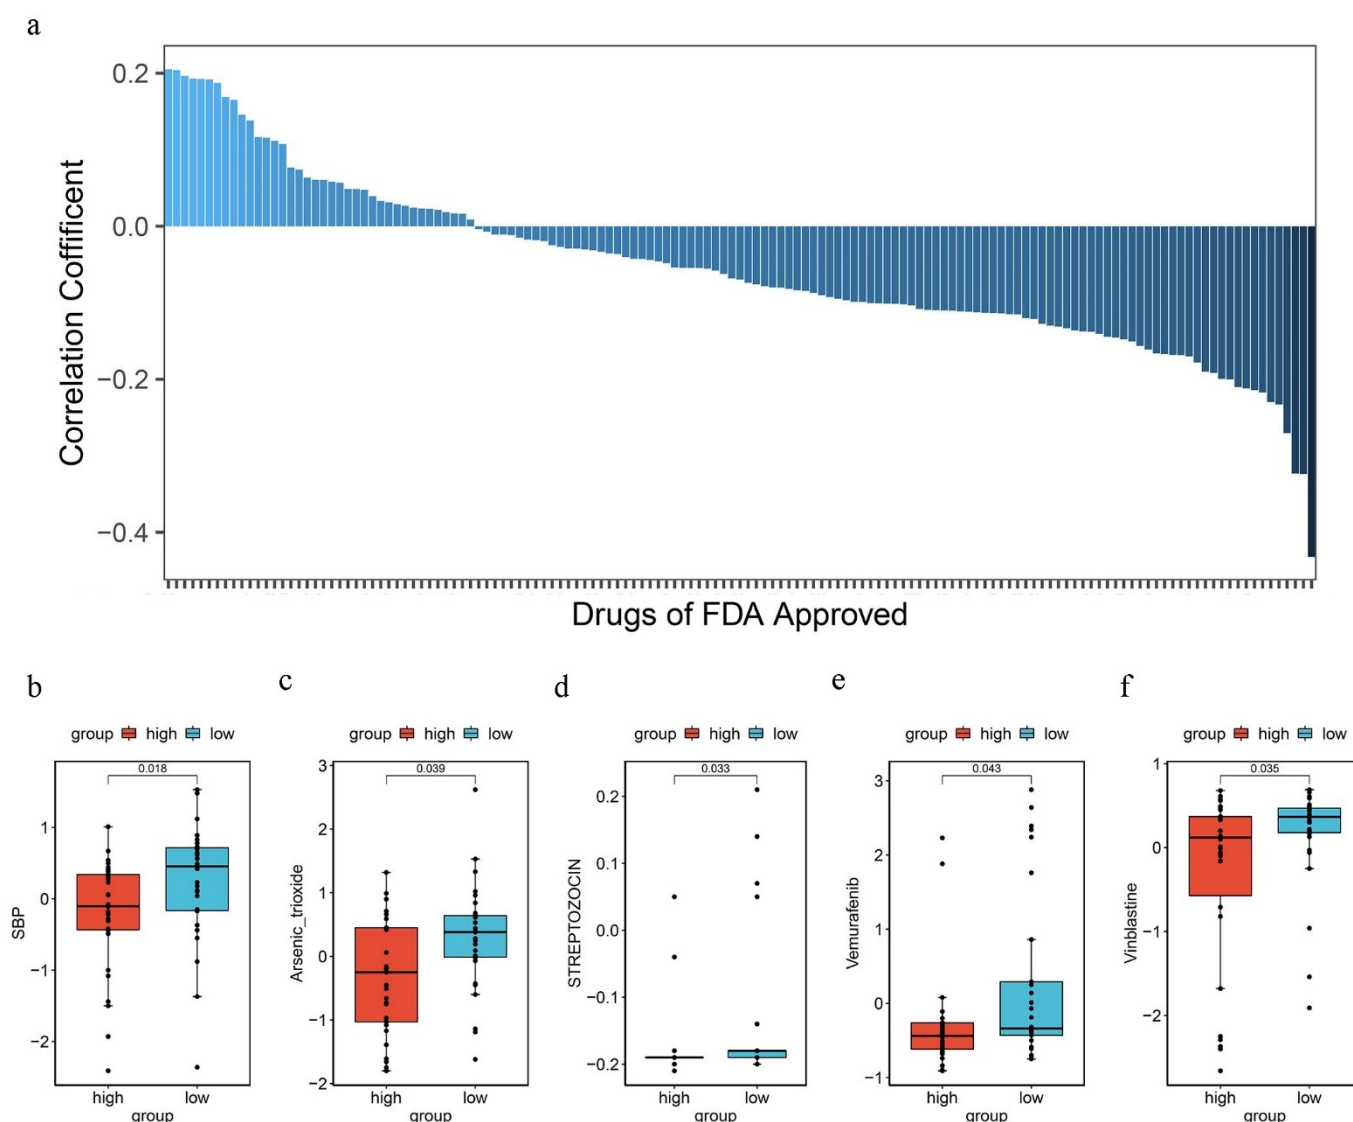 a
0.2
0.0
−0.2
−0.4
Correlation Coffificent
Drugs of FDA Approved
b
group high low
0.018
1
0
−1
−2
SBP
high low
group
c
group high low
0.039
3
2
1
0
−1
−2
Arsenic_trioxide
high low
group
d
group high low
0.033
0.2
0.1
0.0
−0.1
−0.2
STREPTOZOCIN
high low
group
e
group high low
0.043
3
2
1
0
−1
Vemurafenib
high low
group
f
group high low
0.035
1
0
−1
−2
Vinblastine
high low
group